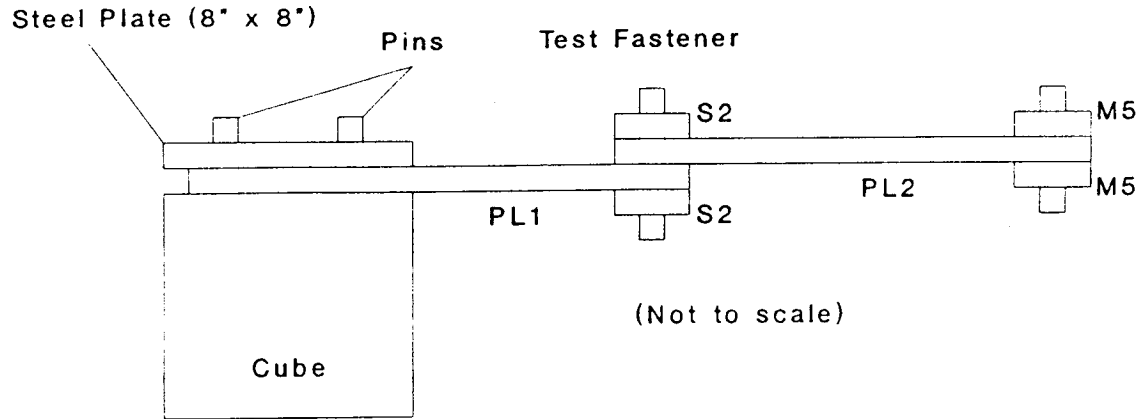 Steel Plate (8" x 8")
Pins
Test Fastener
S2
M5
PL1
S2
PL2
M5
(Not to scale)
Cube